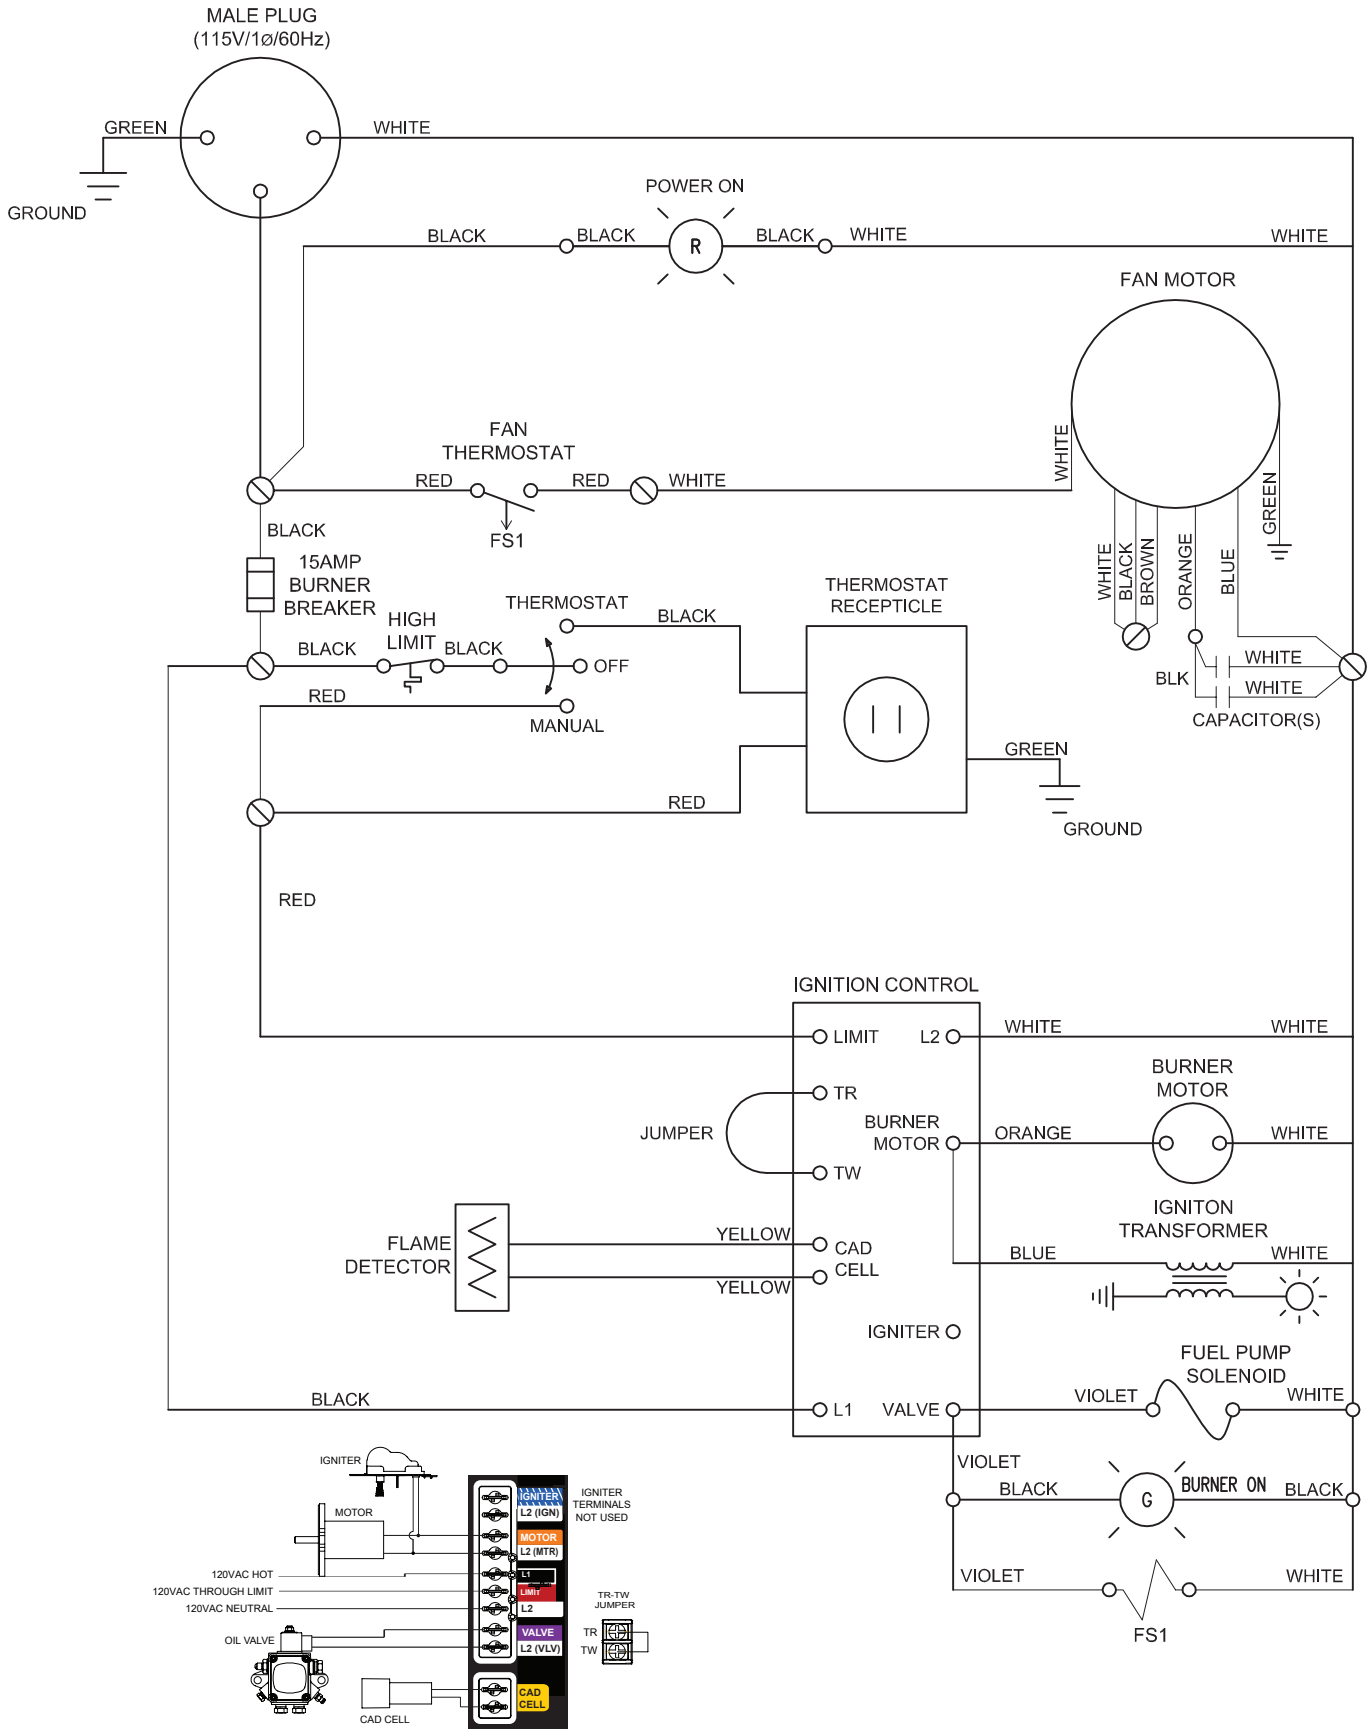 MALE PLUG
(115V/1ø/60Hz)
GREEN
WHITE
GROUND
POWER ON
BLACK
BLACK
R
BLACK
WHITE
WHITE
FAN MOTOR
FAN
THERMOSTAT
RED
RED
WHITE
FS1
WHITE
WHITE
BLACK
BROWN
ORANGE
BLUE
GREEN
BLACK
15AMP
BURNER
BREAKER
HIGH
LIMIT
BLACK
BLACK
THERMOSTAT
OFF
MANUAL
RED
BLACK
THERMOSTAT
RECEPTICLE
BLK
WHITE
WHITE
CAPACITOR(S)
GREEN
GROUND
RED
RED
IGNITION CONTROL
LIMIT
L2
WHITE
WHITE
TR
JUMPER
TW
BURNER
MOTOR
ORANGE
BURNER
MOTOR
WHITE
IGNITON
TRANSFORMER
BLUE
WHITE
FLAME
DETECTOR
YELLOW
YELLOW
CAD
CELL
IGNITER
FUEL PUMP
SOLENOID
BLACK
L1
VALVE
VIOLET
WHITE
VIOLET
BLACK
G
BURNER ON
BLACK
VIOLET
WHITE
FS1
IGNITER
MOTOR
120VAC HOT
120VAC THROUGH LIMIT
120VAC NEUTRAL
OIL VALVE
CAD CELL
IGNITER
L2 (IGN)
MOTOR
L2 (MTR)
L1
LIMIT
L2
VALVE
L2 (VLV)
CAD
CELL
IGNITER
TERMINALS
NOT USED
TR-TW
JUMPER
TR
TW